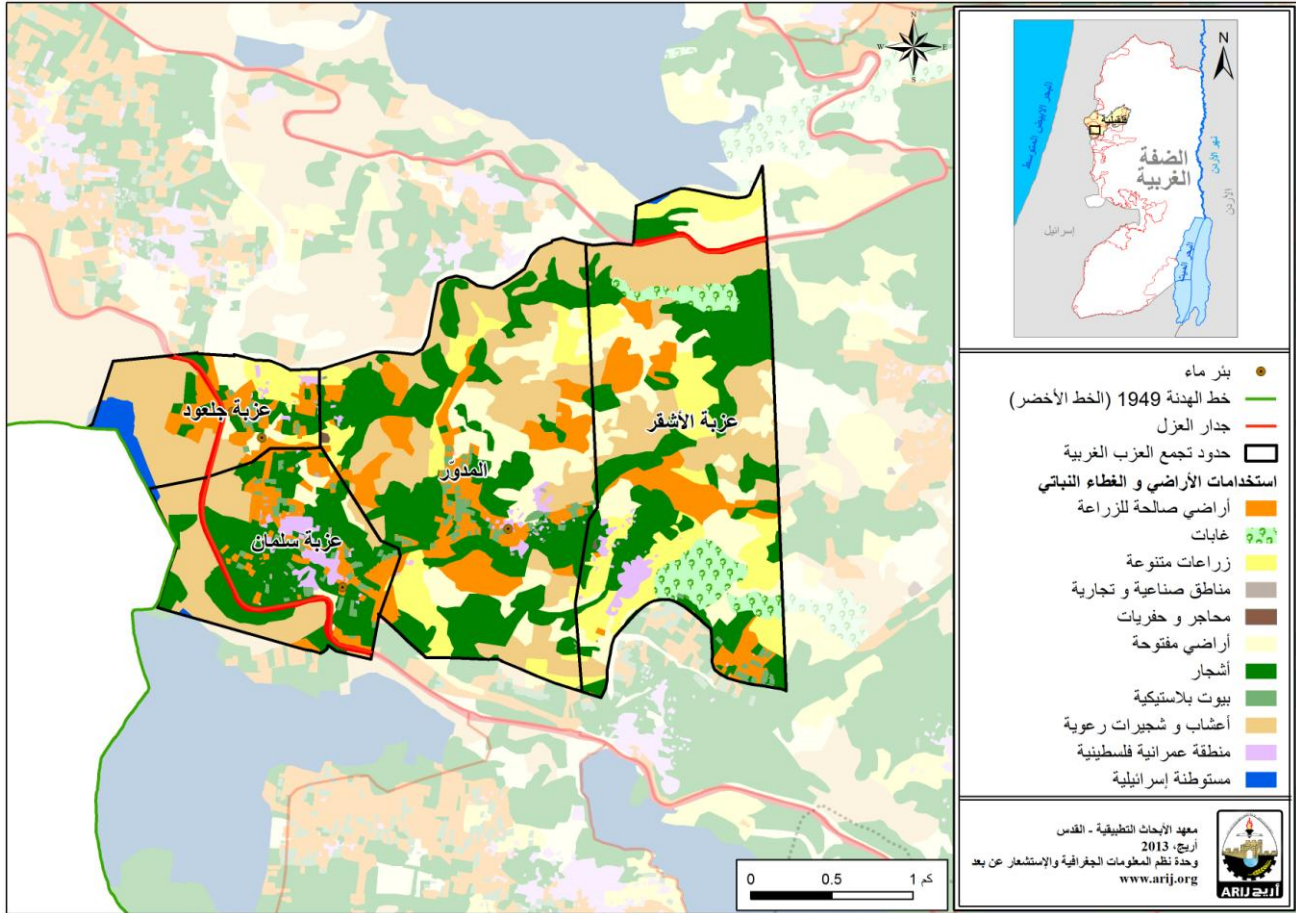 N
W
E
S
عزبة جلعود
المدوّر
عزبة الأشقر
عزبة سلمان
0
0.5
1
كم
N
البحر الابيض المتوسط
قلقيلية
الضفة
الغربية
نهر الأردن
الأردن
إسرائيل
البحر الميت
بئر ماء
خط الهدنة 1949 (الخط الأخضر)
جدار العزل
حدود تجمع العزب الغربية
استخدامات الأراضي و الغطاء النباتي
أراضي صالحة للزراعة
غابات
زراعات متنوعة
مناطق صناعية و تجارية
محاجر و حفريات
أراضي مفتوحة
أشجار
بيوت بلاستيكية
أعشاب و شجيرات رعوية
منطقة عمرانية فلسطينية
مستوطنة إسرائيلية
معهد الأبحاث التطبيقية - القدس
أريج، 2013
وحدة نظم المعلومات الجغرافية والإستشعار عن بعد
www.arij.org
ARIJ أريج